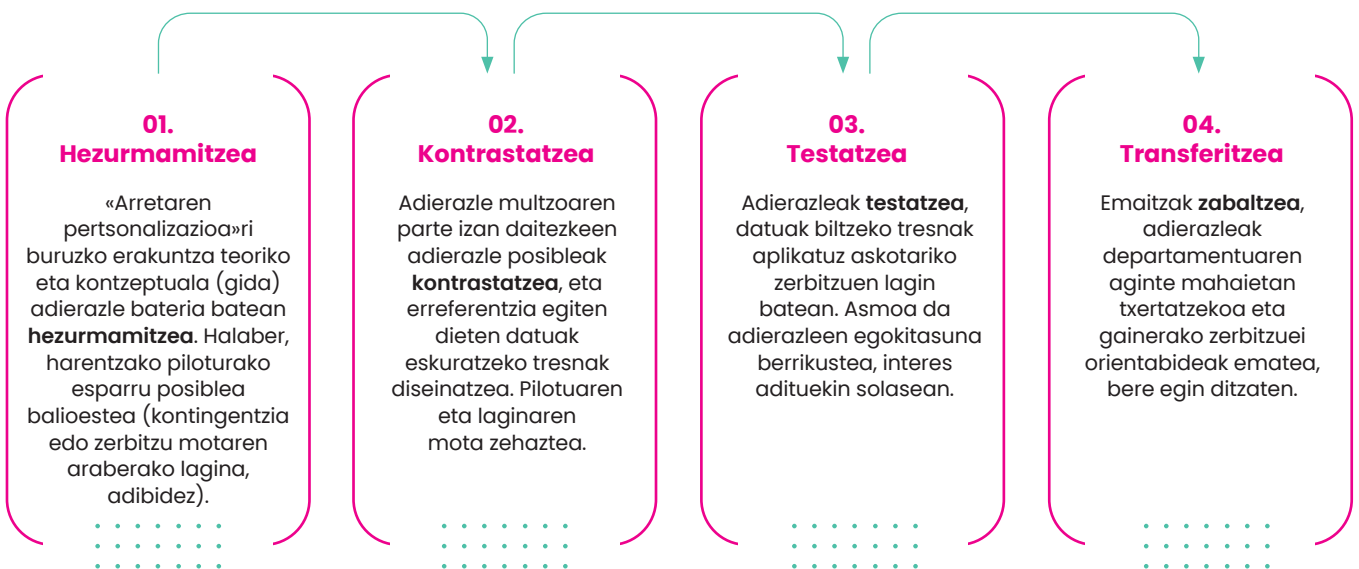 01.
Hezurmamitzea
«Arretaren
pertsonalizazioa»ri
buruzko erakuntza teoriko
eta kontzeptuala (gida)
adierazle bateria batean
hezurmamitzea. Halaber,
harentzako piloturako
esparru posiblea
balioestea (kontingentzia
edo zerbitzu motaren
araberako lagina,
adibidez).
02.
Kontrastatzea
Adierazle multzoaren
parte izan daitezkeen
adierazle posibleak
kontrastatzea, eta
erreferentzia egiten
dieten datuak
eskuratzeko tresnak
diseinatzea. Pilotuaren
eta laginaren
mota zehaztea.
03.
Testatzea
Adierazleak testatzea,
datuak biltzeko tresnak
aplikatuz askotariko
zerbitzuen lagin
batean. Asmoa da
adierazleen egokitasuna
berrikustea, interes
adituekin solasean.
04.
Transferitzea
Emaitzak zabaltzea,
adierazleak
departamentuaren
aginte mahaietan
txertatzekoa eta
gainerako zerbitzuei
orientabideak ematea,
bere egin ditzaten.